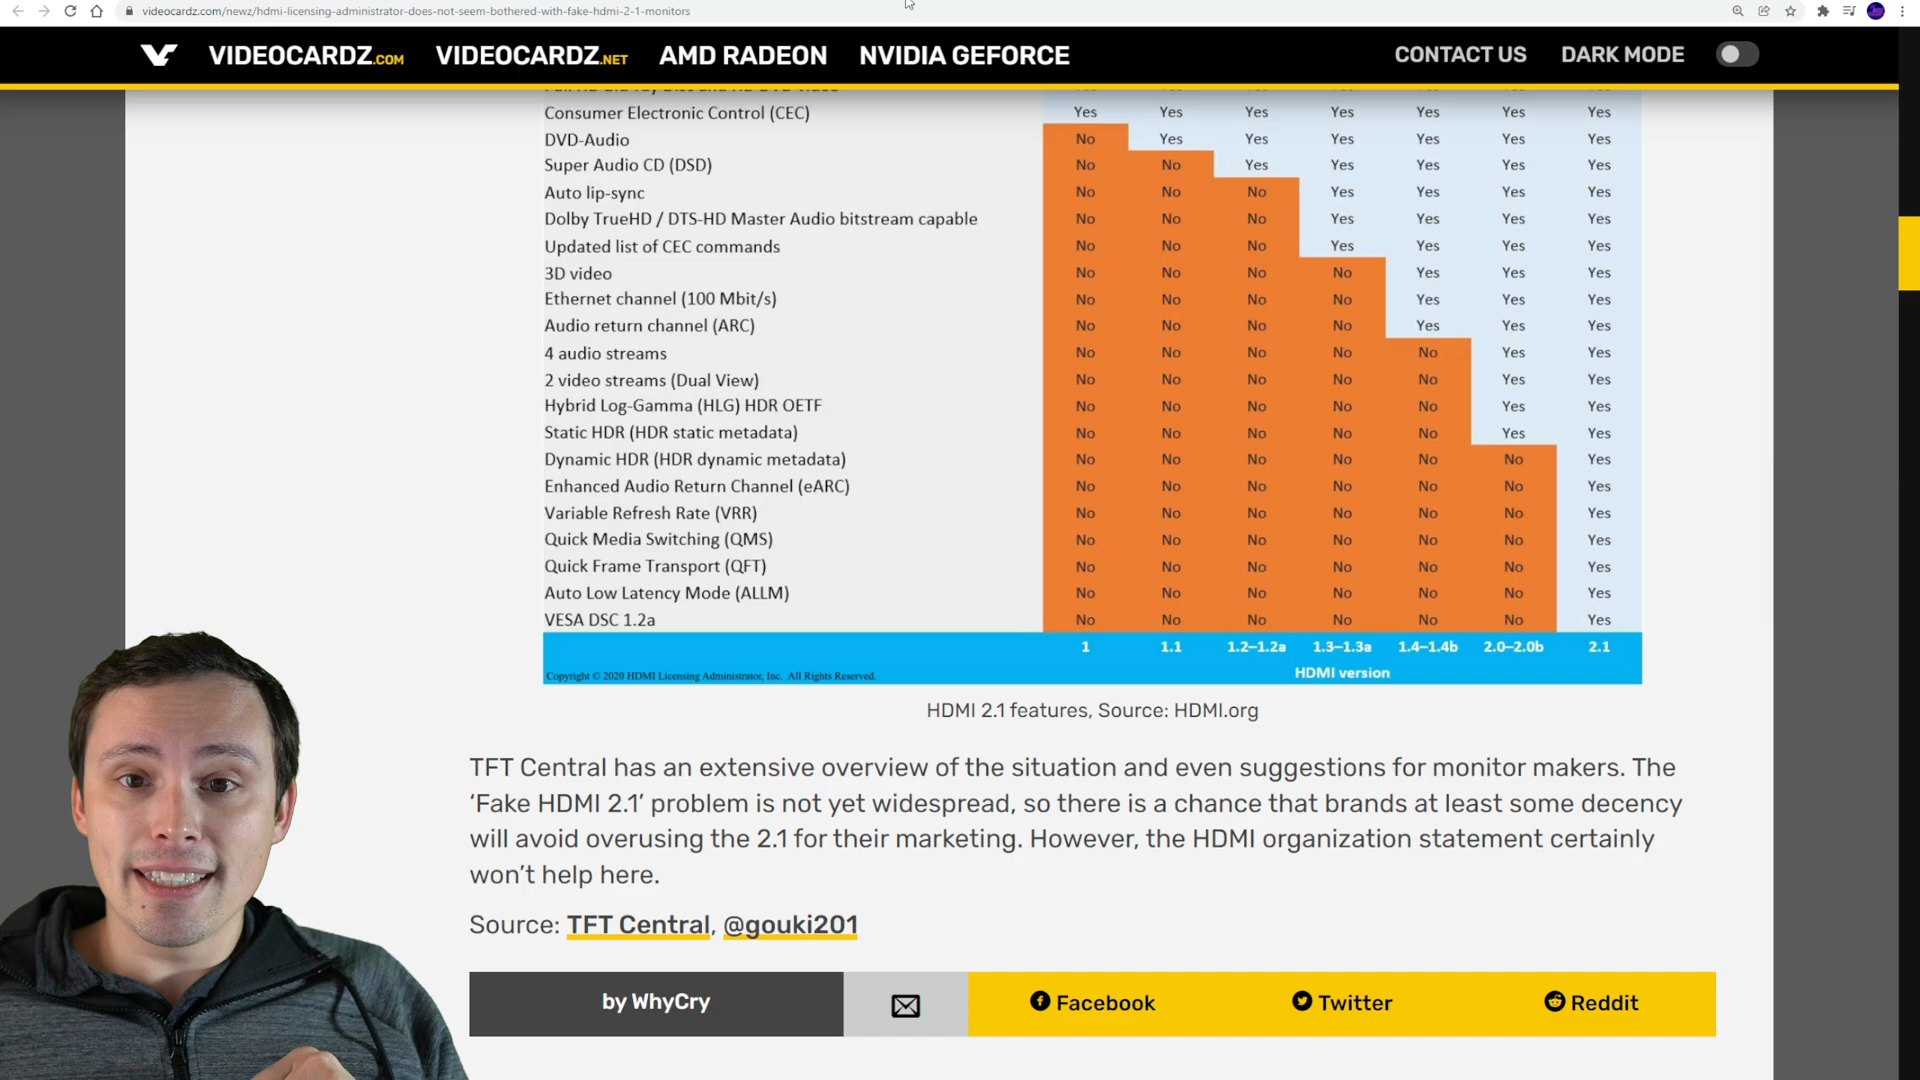 videocardz.com/newz/hdmi-licensing-administrator-does-not-seem-bothered-with-fake-hdmi-2-1-monitors
VIDEOCARDZ.COM VIDEOCARDZ.NET AMD RADEON NVIDIA GEFORCE CONTACT US DARK MODE
Consumer Electronic Control (CEC) Yes Yes Yes Yes Yes Yes Yes
DVD-Audio No Yes Yes Yes Yes Yes Yes
Super Audio CD (DSD) No No Yes Yes Yes Yes Yes
Auto lip-sync No No No Yes Yes Yes Yes
Dolby TrueHD / DTS-HD Master Audio bitstream capable No No No Yes Yes Yes Yes
Updated list of CEC commands No No No Yes Yes Yes Yes
3D video No No No No Yes Yes Yes
Ethernet channel (100 Mbit/s) No No No No Yes Yes Yes
Audio return channel (ARC) No No No No Yes Yes Yes
4 audio streams No No No No No Yes Yes
2 video streams (Dual View) No No No No No Yes Yes
Hybrid Log-Gamma (HLG) HDR OETF No No No No No Yes Yes
Static HDR (HDR static metadata) No No No No No Yes Yes
Dynamic HDR (HDR dynamic metadata) No No No No No No Yes
Enhanced Audio Return Channel (eARC) No No No No No No Yes
Variable Refresh Rate (VRR) No No No No No No Yes
Quick Media Switching (QMS) No No No No No No Yes
Quick Frame Transport (QFT) No No No No No No Yes
Auto Low Latency Mode (ALLM) No No No No No No Yes
VESA DSC 1.2a No No No No No No Yes
1 1.1 1.2–1.2a 1.3–1.3a 1.4–1.4b 2.0–2.0b 2.1
Copyright © 2020 HDMI Licensing Administrator, Inc. All Rights Reserved. HDMI version
HDMI 2.1 features, Source: HDMI.org
TFT Central has an extensive overview of the situation and even suggestions for monitor makers. The
‘Fake HDMI 2.1’ problem is not yet widespread, so there is a chance that brands at least some decency
will avoid overusing the 2.1 for their marketing. However, the HDMI organization statement certainly
won’t help here.
Source: TFT Central, @gouki201
by WhyCry Facebook Twitter Reddit